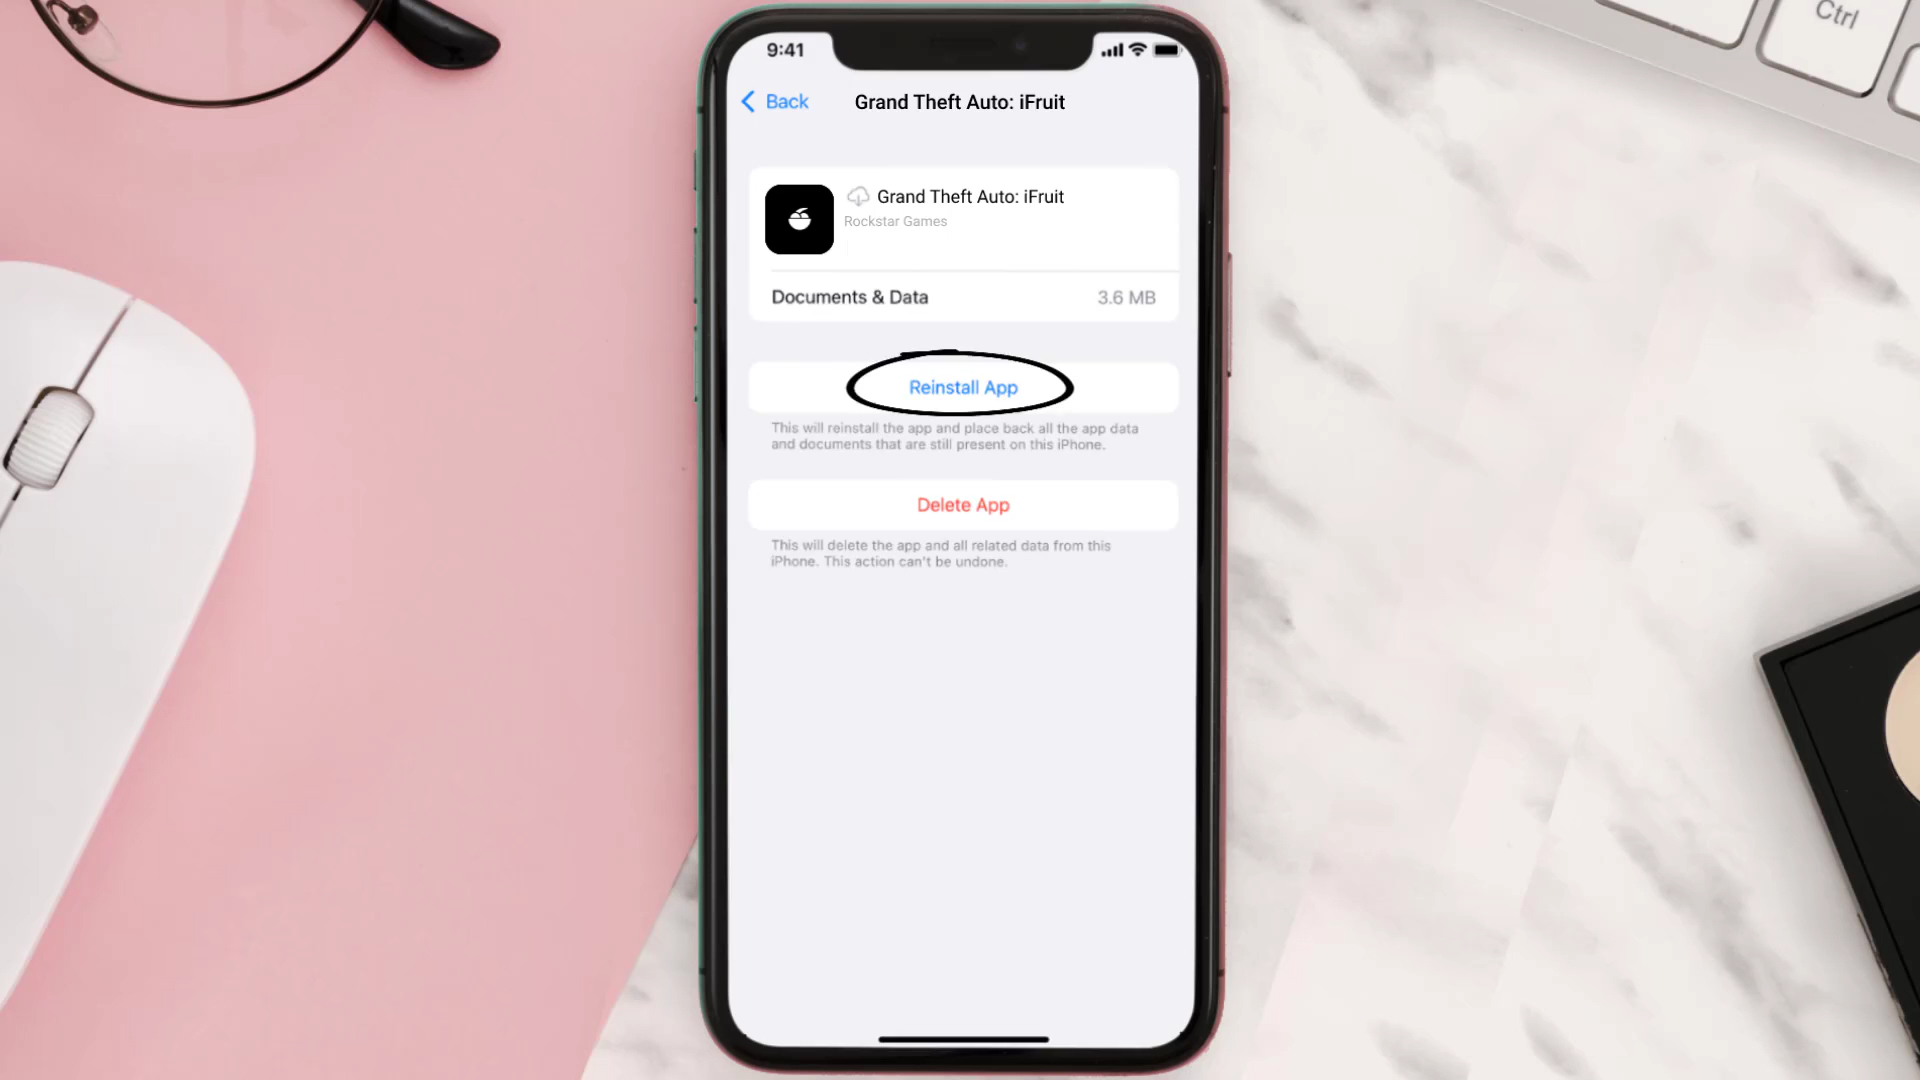 Ctrl
9:41
Back
Grand Theft Auto: iFruit
Grand Theft Auto: iFruit
Rockstar Games
Documents & Data
3.6 MB
Reinstall App
This will reinstall the app and place back all the app data
and documents that are still present on this iPhone.
Delete App
This will delete the app and all related data from this
iPhone. This action can't be undone.